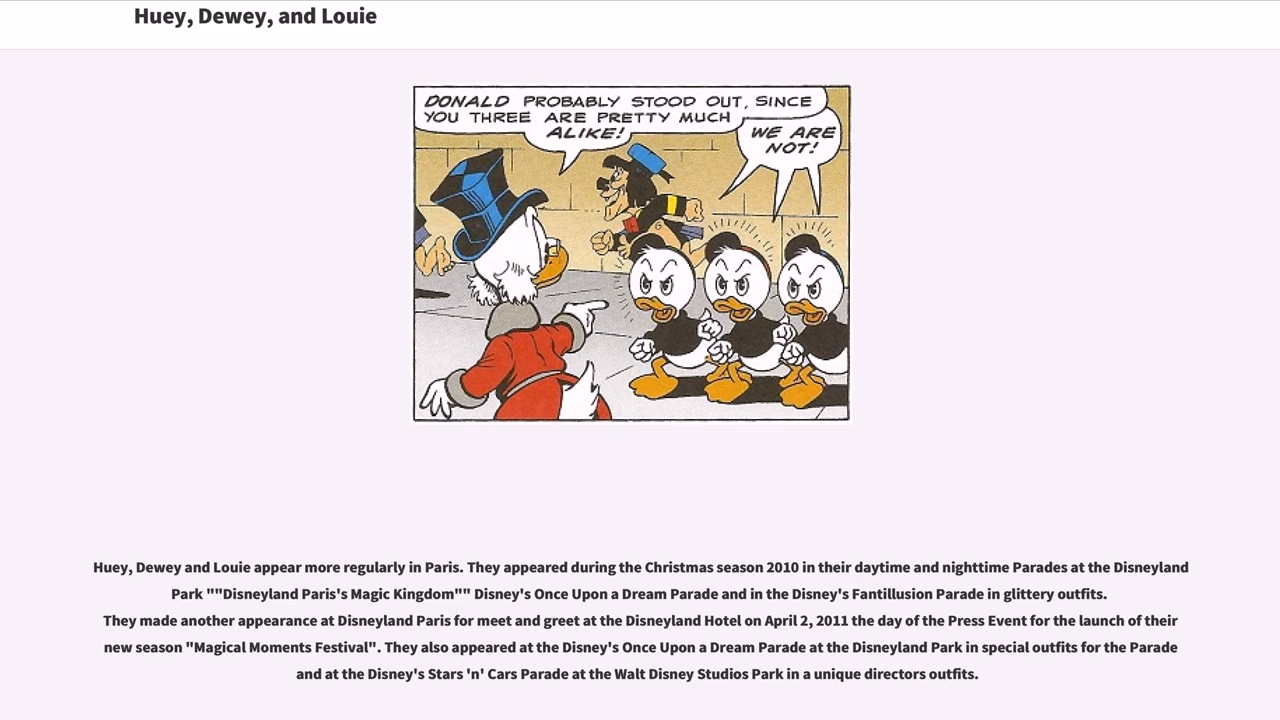 Huey, Dewey, and Louie
DONALD PROBABLY STOOD OUT, SINCE
YOU THREE ARE PRETTY MUCH
ALIKE!
WE ARE
NOT!
Huey, Dewey and Louie appear more regularly in Paris. They appeared during the Christmas season 2010 in their daytime and nighttime Parades at the Disneyland
Park ""Disneyland Paris's Magic Kingdom"" Disney's Once Upon a Dream Parade and in the Disney's Fantillusion Parade in glittery outfits.
They made another appearance at Disneyland Paris for meet and greet at the Disneyland Hotel on April 2, 2011 the day of the Press Event for the launch of their
new season "Magical Moments Festival". They also appeared at the Disney's Once Upon a Dream Parade at the Disneyland Park in special outfits for the Parade
and at the Disney's Stars 'n' Cars Parade at the Walt Disney Studios Park in a unique directors outfits.